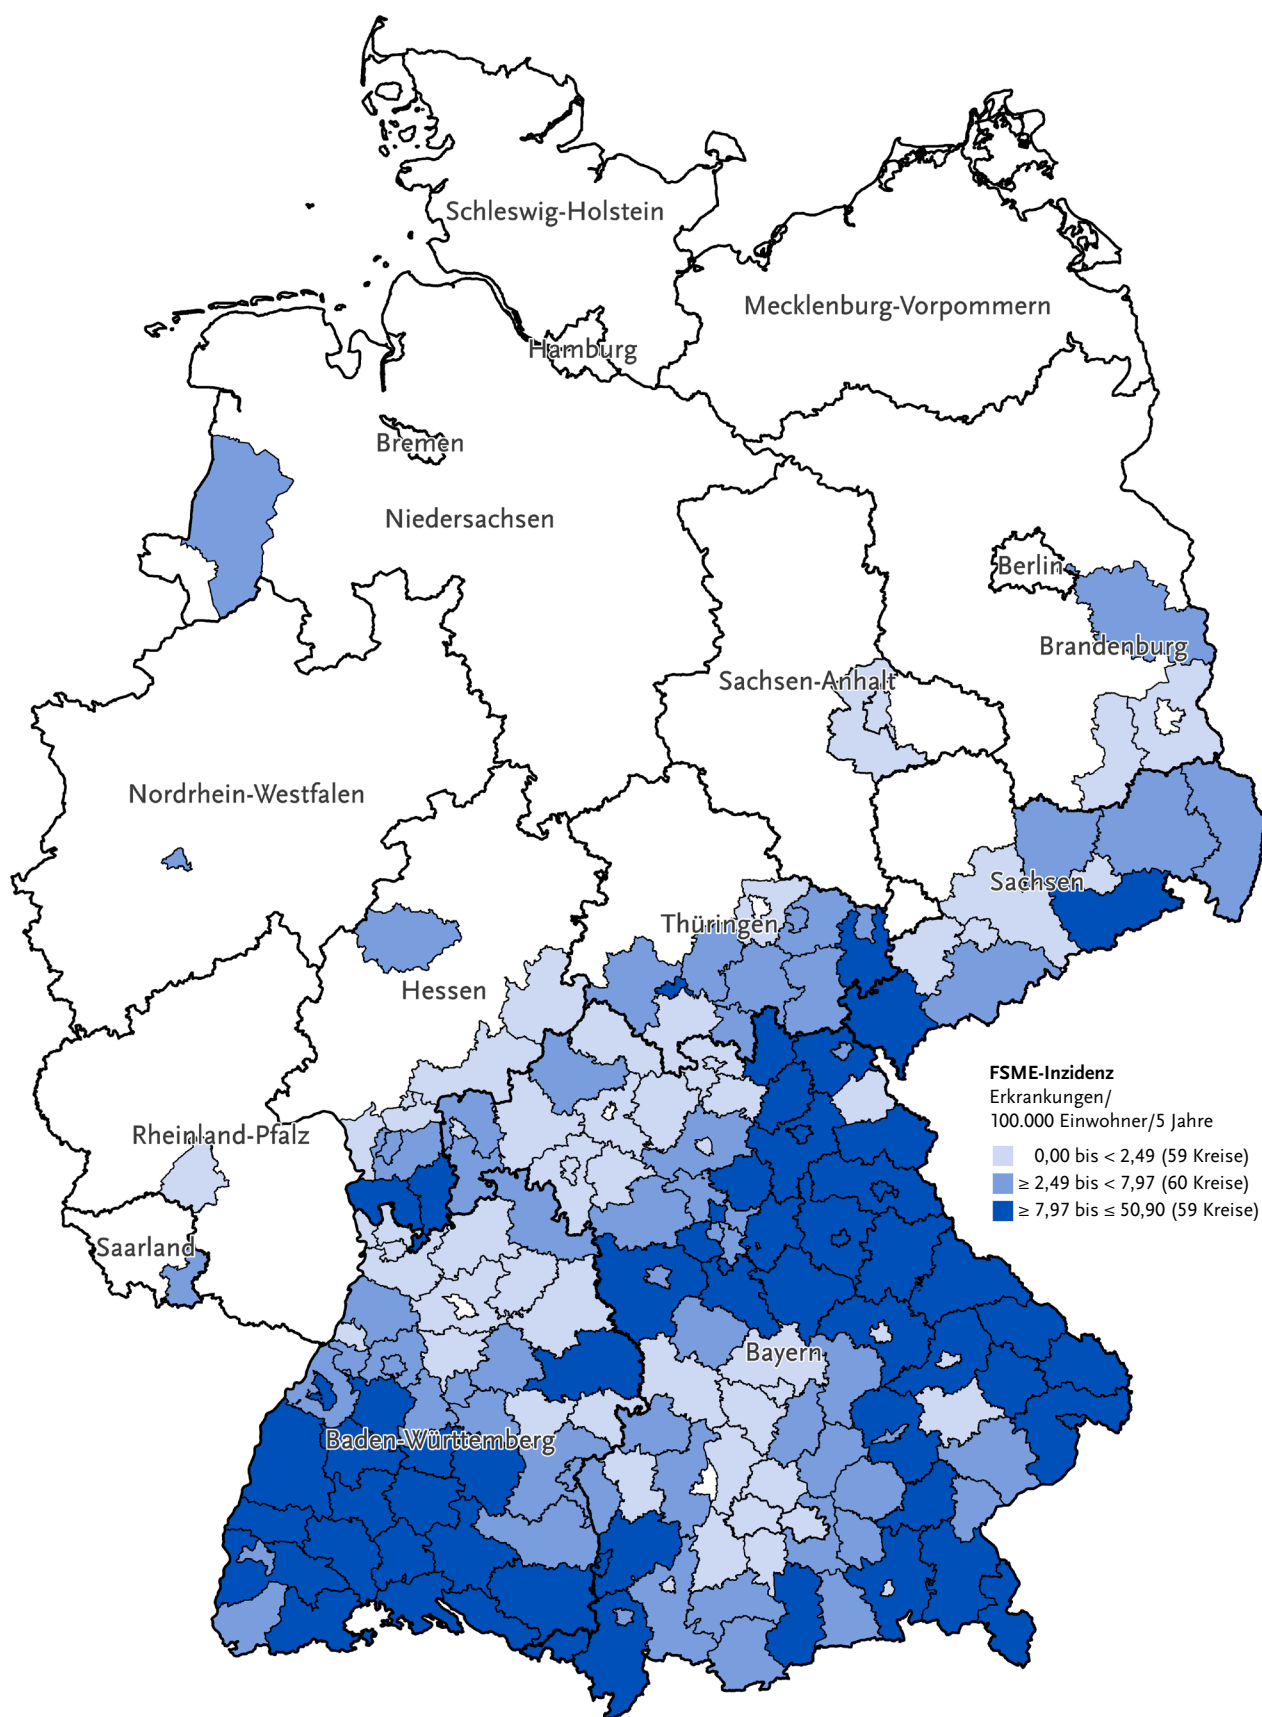 Schleswig-Holstein
Mecklenburg-Vorpommern
Hamburg
Bremen
Niedersachsen
Berlin
Brandenburg
Sachsen-Anhalt
Nordrhein-Westfalen
Sachsen
Thüringen
Hessen
FSME-Inzidenz
Erkrankungen/
100.000 Einwohner/5 Jahre
0,00 bis < 2,49 (59 Kreise)
≥ 2,49 bis < 7,97 (60 Kreise)
≥ 7,97 bis ≤ 50,90 (59 Kreise)
Rheinland-Pfalz
Saarland
Bayern
Baden-Württemberg